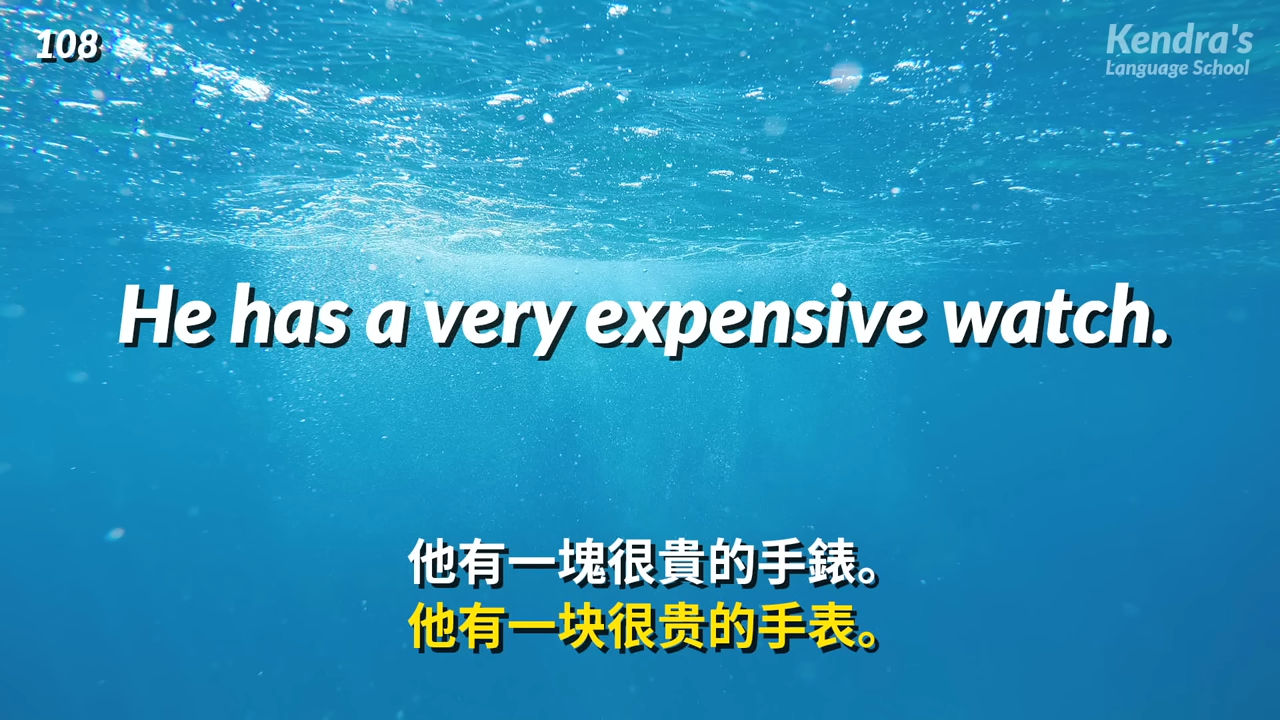 108
Kendra's
Language School
He has a very expensive watch.
他有一塊很貴的手錶。
他有一块很贵的手表。